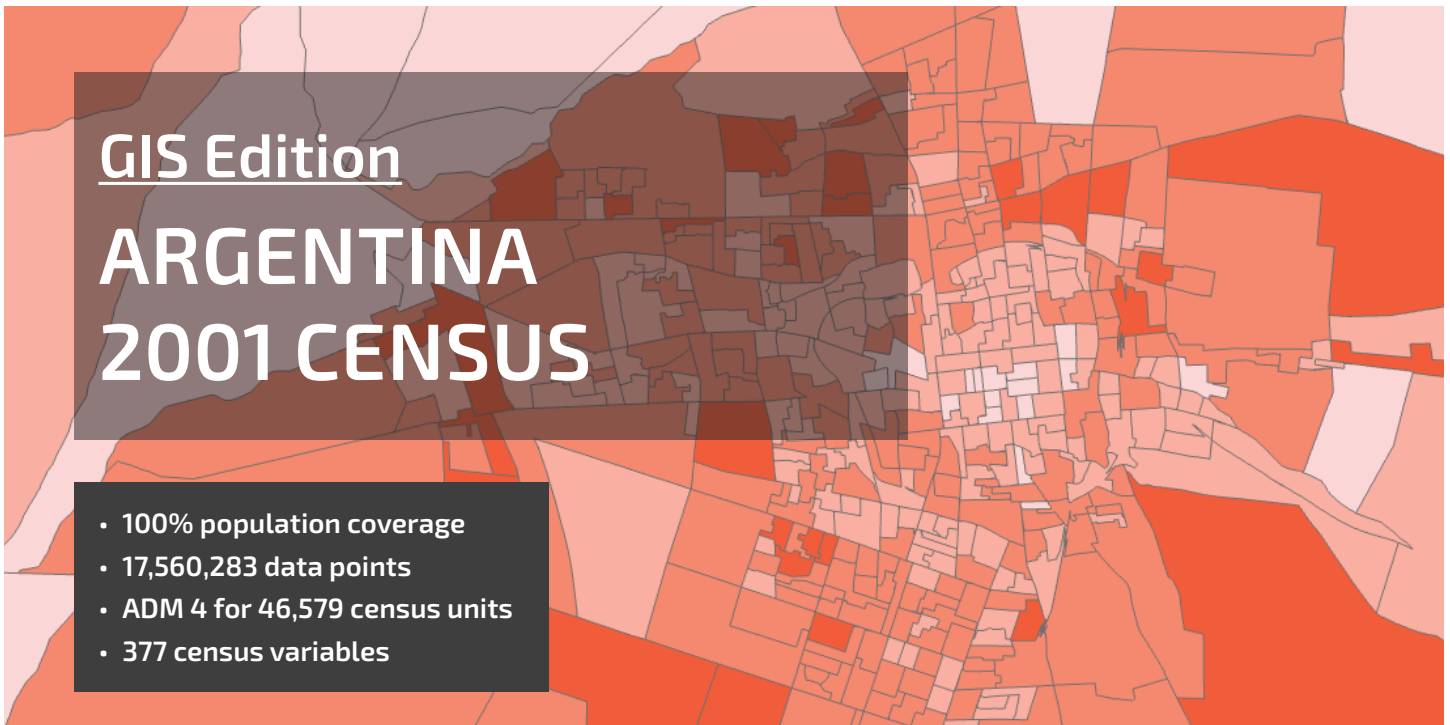 GIS Edition
ARGENTINA
2001 CENSUS
• 100% population coverage
• 17,560,283 data points
• ADM 4 for 46,579 census units
• 377 census variables